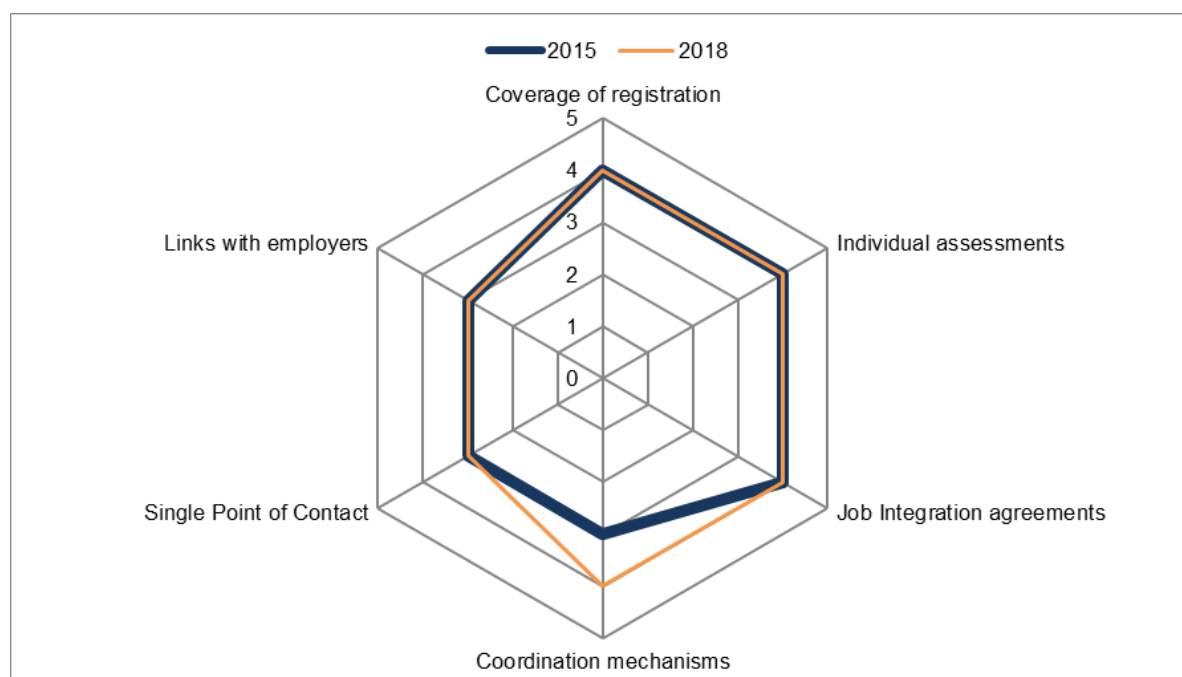 2015 2018
Coverage of registration
5
4
3
Links with employers
Individual assessments
2
1
0
Single Point of Contact
Job Integration agreements
Coordination mechanisms